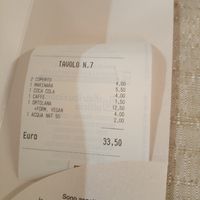 TAVOLO N.7
2 COPERTO 4,00
1 MARINARA 5,50
1 COCA COLA 4,00
1 CAFFE 1,50
1 ORTOLANA 12,50
+FORM. VEGAN 4,00
1 ACQUA NAT 50 2,00
Euro 33,50
Sono